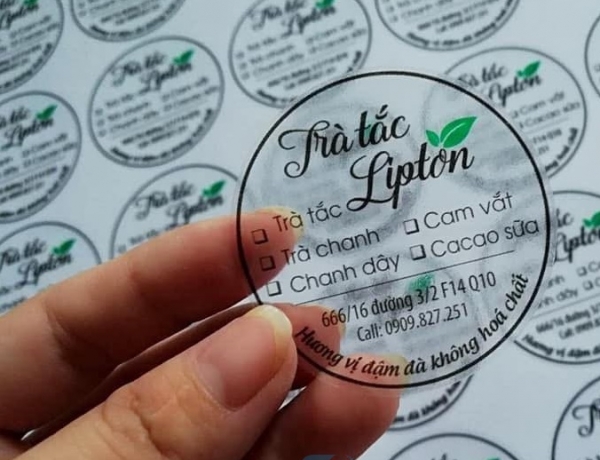 Trà tắc
Lipton
☐ Trà tắc ☐ Cam vắt
☐ Trà chanh ☐ Cacao sữa
☐ Chanh dây
666/16 đường 3/2 F14 Q10
Call: 0909.827.251
Hương vị đậm đà không hoá chất